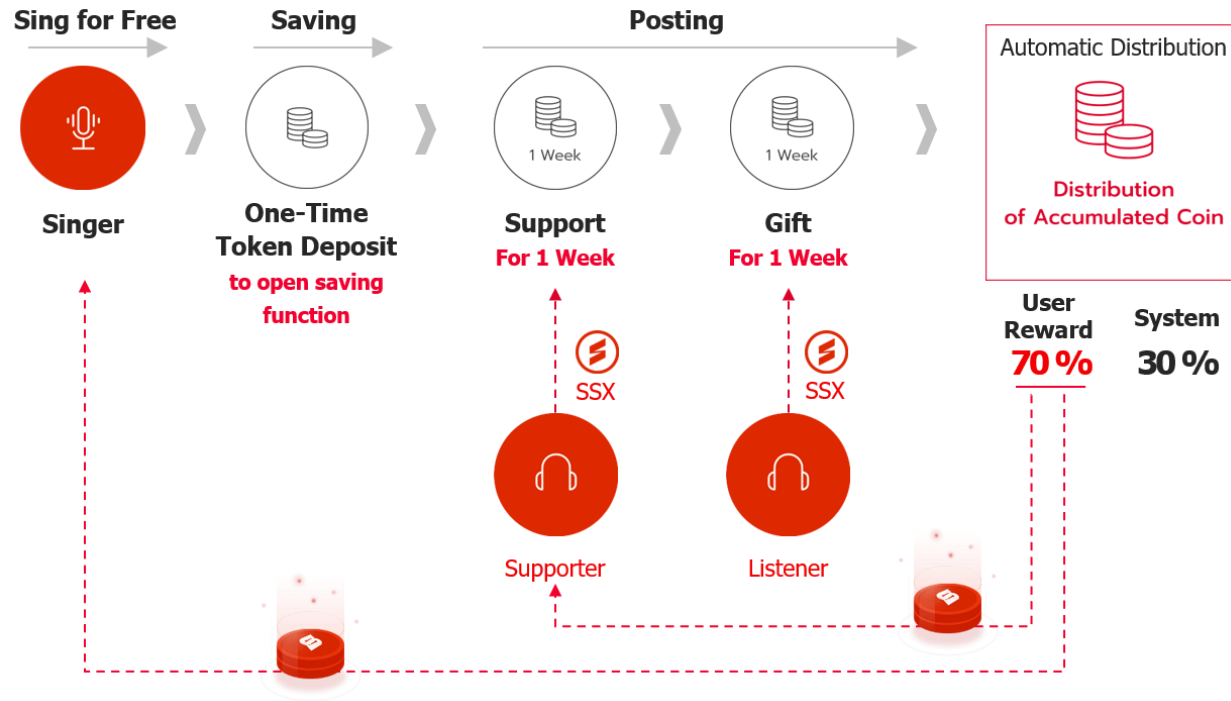 Sing for Free
Saving
Posting
Automatic Distribution
1 Week
1 Week
Distribution
of Accumulated Coin
Singer
One-Time
Token Deposit
to open saving
function
Support
For 1 Week
Gift
For 1 Week
User
Reward
70 %
System
30 %
SSX
SSX
Supporter
Listener